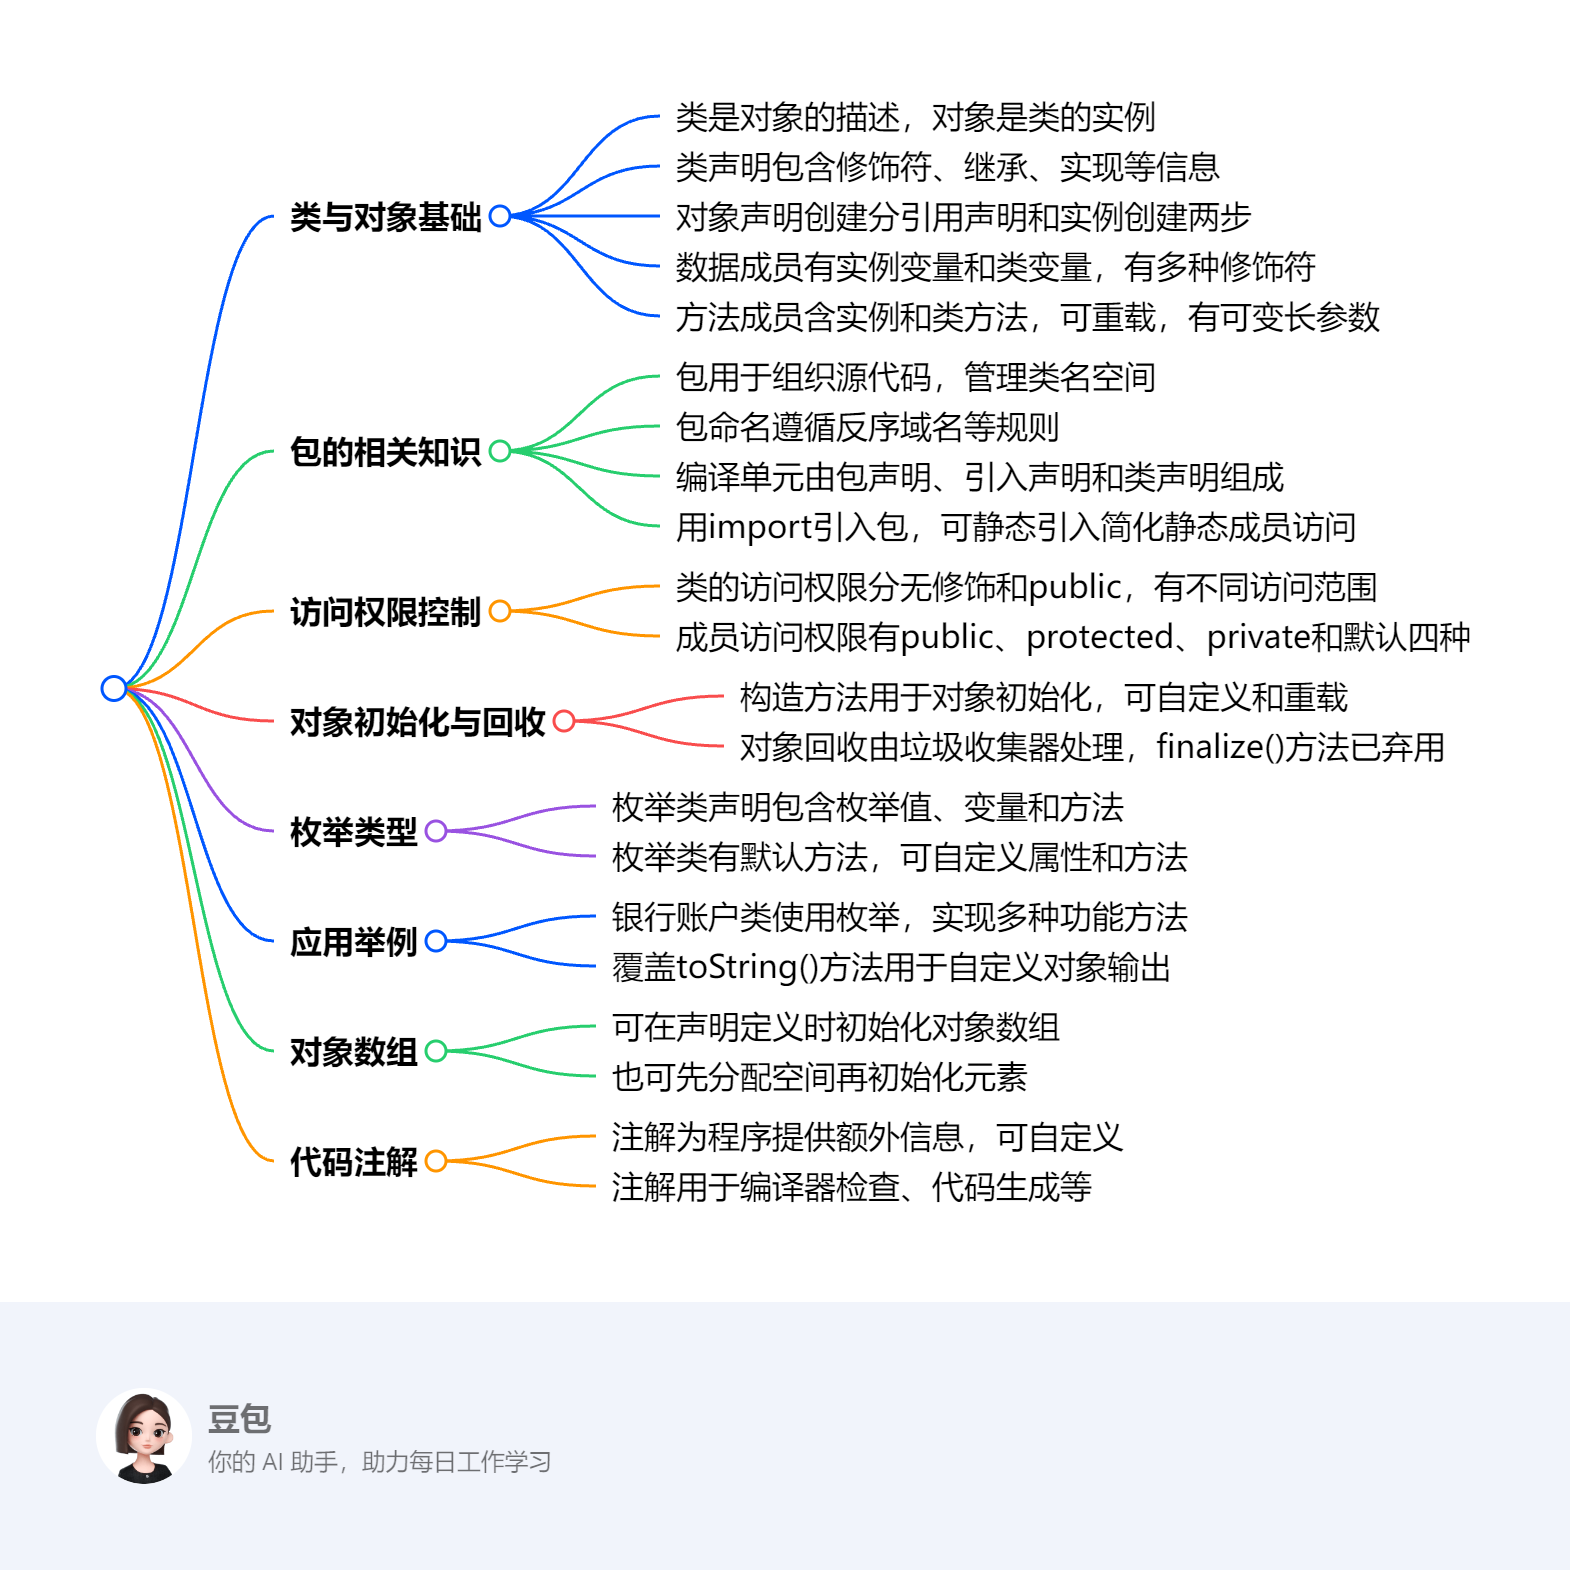 类与对象基础
类是对象的描述，对象是类的实例
类声明包含修饰符、继承、实现等信息
对象声明创建分引用声明和实例创建两步
数据成员有实例变量和类变量，有多种修饰符
方法成员含实例和类方法，可重载，有可变长参数
包的相关知识
包用于组织源代码，管理类名空间
包命名遵循反序域名等规则
编译单元由包声明、引入声明和类声明组成
用import引入包，可静态引入简化静态成员访问
访问权限控制
类的访问权限分无修饰和public，有不同访问范围
成员访问权限有public、protected、private和默认四种
对象初始化与回收
构造方法用于对象初始化，可自定义和重载
对象回收由垃圾收集器处理，finalize()方法已弃用
枚举类型
枚举类声明包含枚举值、变量和方法
枚举类有默认方法，可自定义属性和方法
应用举例
银行账户类使用枚举，实现多种功能方法
覆盖toString()方法用于自定义对象输出
对象数组
可在声明定义时初始化对象数组
也可先分配空间再初始化元素
代码注解
注解为程序提供额外信息，可自定义
注解用于编译器检查、代码生成等
豆包
你的 AI 助手，助力每日工作学习